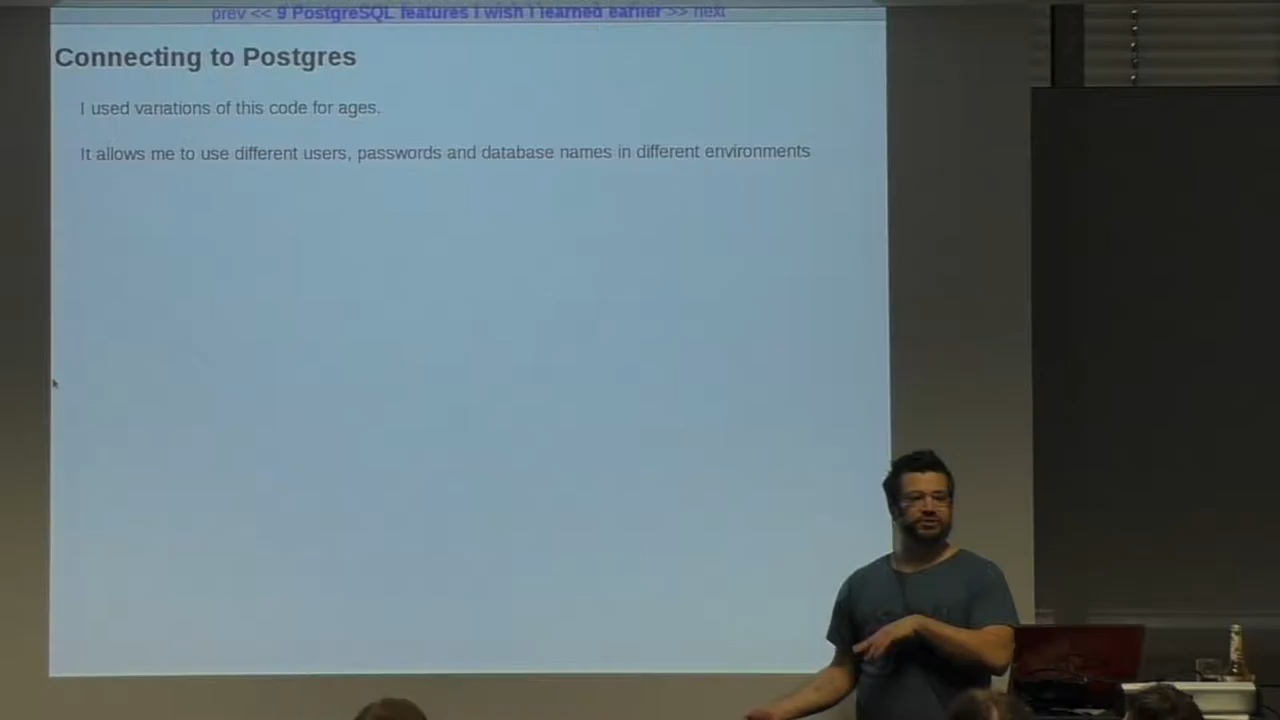 prev << 9 PostgreSQL features I wish I learned earlier >> next
Connecting to Postgres
I used variations of this code for ages.
It allows me to use different users, passwords and database names in different environments